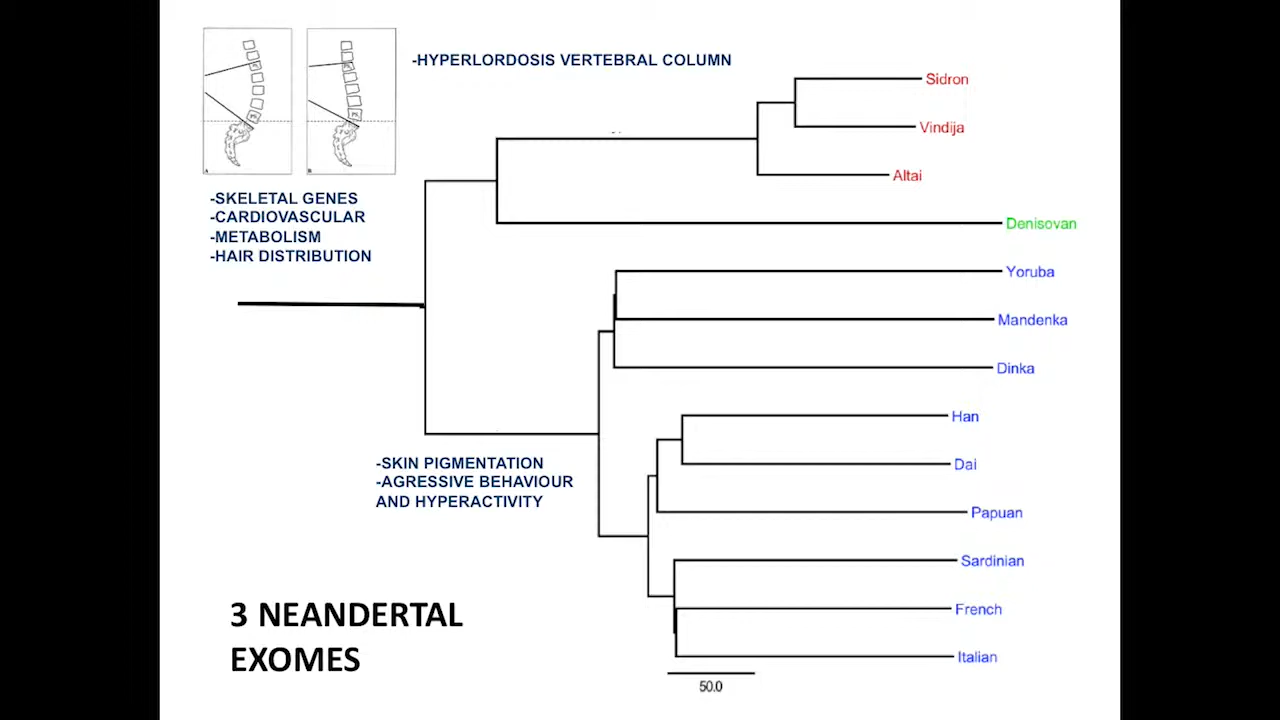 -HYPERLORDOSIS VERTEBRAL COLUMN
-SKELETAL GENES
-CARDIOVASCULAR
-METABOLISM
-HAIR DISTRIBUTION
Sidron
Vindija
Altai
Denisovan
Yoruba
Mandenka
Dinka
Han
Dai
Papuan
Sardinian
French
Italian
-SKIN PIGMENTATION
-AGRESSIVE BEHAVIOUR
AND HYPERACTIVITY
3 NEANDERTAL
EXOMES
50.0